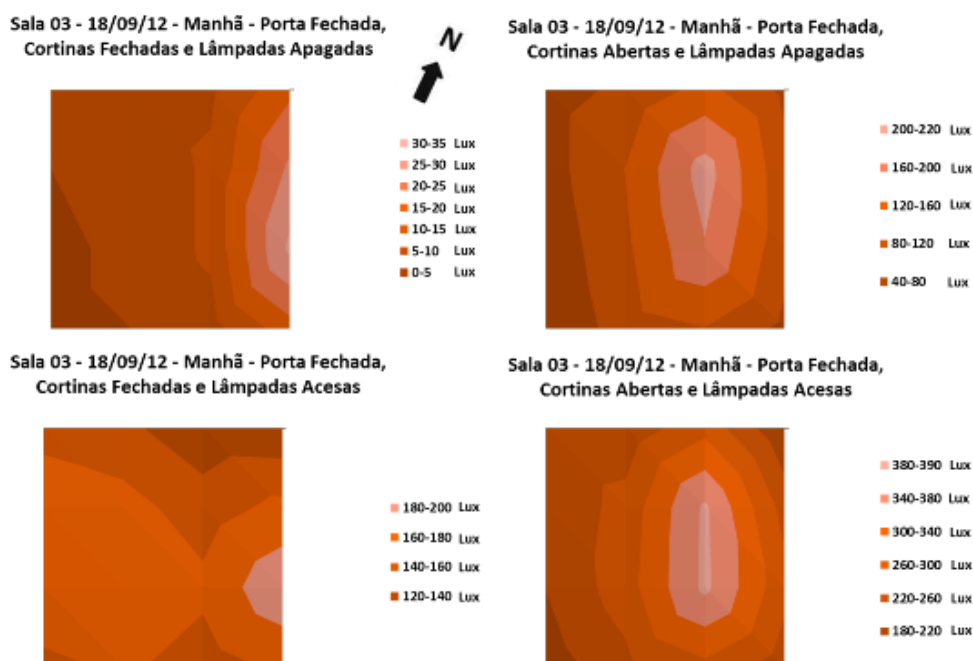 Sala 03 - 18/09/12 - Manhã - Porta Fechada,
Cortinas Fechadas e Lâmpadas Apagadas
N
30-35 Lux
25-30 Lux
20-25 Lux
15-20 Lux
10-15 Lux
5-10 Lux
0-5 Lux
Sala 03 - 18/09/12 - Manhã - Porta Fechada,
Cortinas Abertas e Lâmpadas Apagadas
200-220 Lux
160-200 Lux
120-160 Lux
80-120 Lux
40-80 Lux
Sala 03 - 18/09/12 - Manhã - Porta Fechada,
Cortinas Fechadas e Lâmpadas Acesas
180-200 Lux
160-180 Lux
140-160 Lux
120-140 Lux
Sala 03 - 18/09/12 - Manhã - Porta Fechada,
Cortinas Abertas e Lâmpadas Acesas
380-390 Lux
340-380 Lux
300-340 Lux
260-300 Lux
220-260 Lux
180-220 Lux